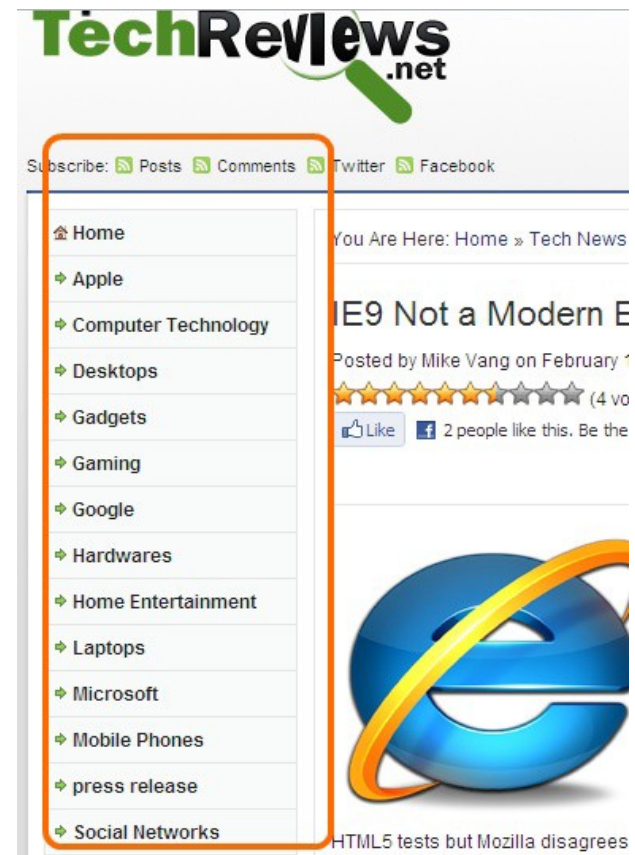 TechReviews
.net
Subscribe: Posts Comments Twitter Facebook
Home
Apple
Computer Technology
Desktops
Gadgets
Gaming
Google
Hardwares
Home Entertainment
Laptops
Microsoft
Mobile Phones
press release
Social Networks
You Are Here: Home » Tech News
IE9 Not a Modern
Posted by Mike Vang on February
(4
Like 2 people like this. Be the
HTML5 tests but Mozilla disagrees